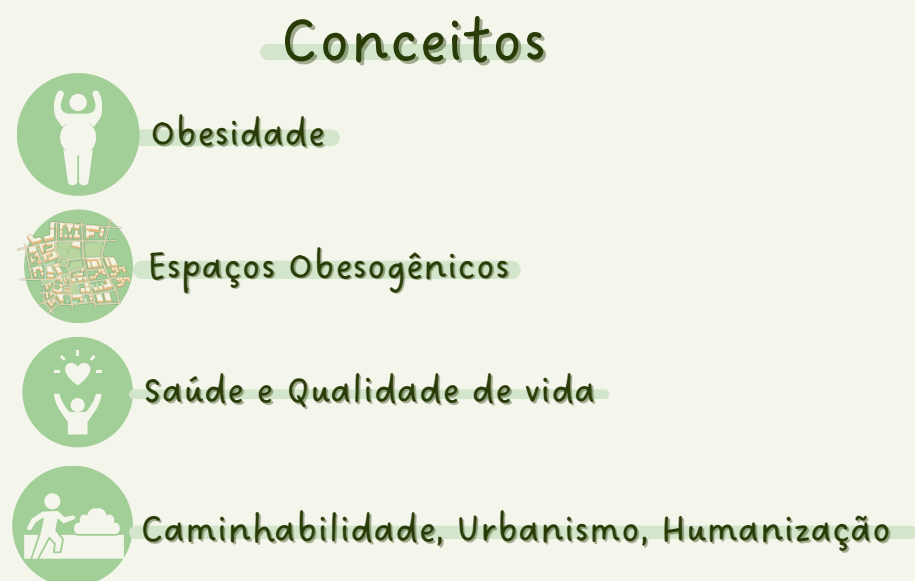 Conceitos
Obesidade
Espaços Obesogênicos
Saúde e Qualidade de vida
Caminhabilidade, Urbanismo, Humanização